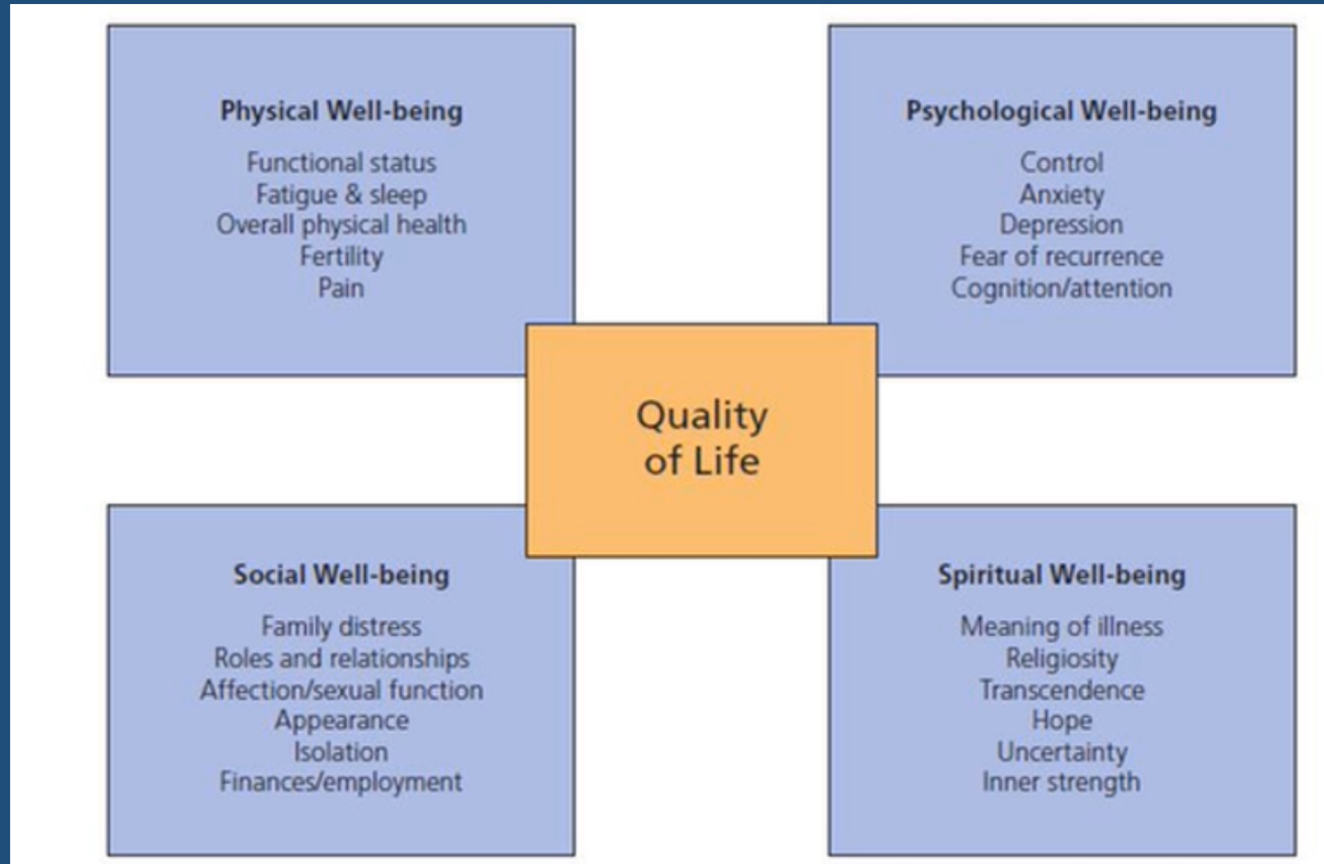 Physical Well-being
Functional status
Fatigue & sleep
Overall physical health
Fertility
Pain
Psychological Well-being
Control
Anxiety
Depression
Fear of recurrence
Cognition/attention
Quality
of Life
Social Well-being
Family distress
Roles and relationships
Affection/sexual function
Appearance
Isolation
Finances/employment
Spiritual Well-being
Meaning of illness
Religiosity
Transcendence
Hope
Uncertainty
Inner strength